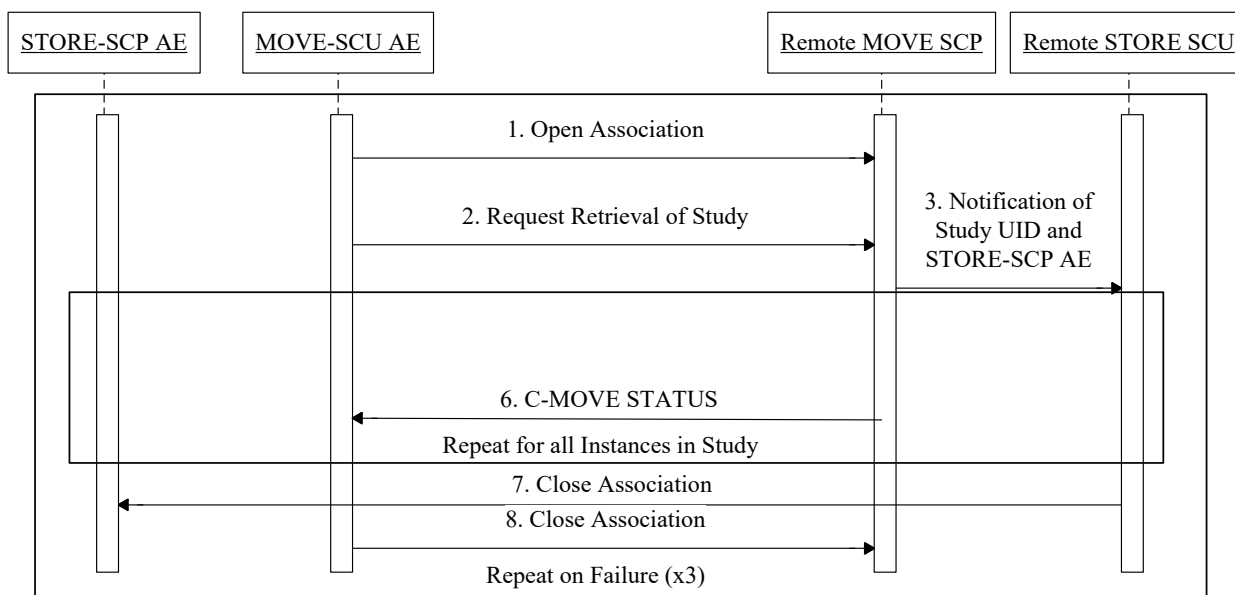 STORE-SCP AE
MOVE-SCU AE
Remote MOVE SCP
Remote STORE SCU
1. Open Association
2. Request Retrieval of Study
3. Notification of
Study UID and
STORE-SCP AE
6. C-MOVE STATUS
Repeat for all Instances in Study
7. Close Association
8. Close Association
Repeat on Failure (x3)